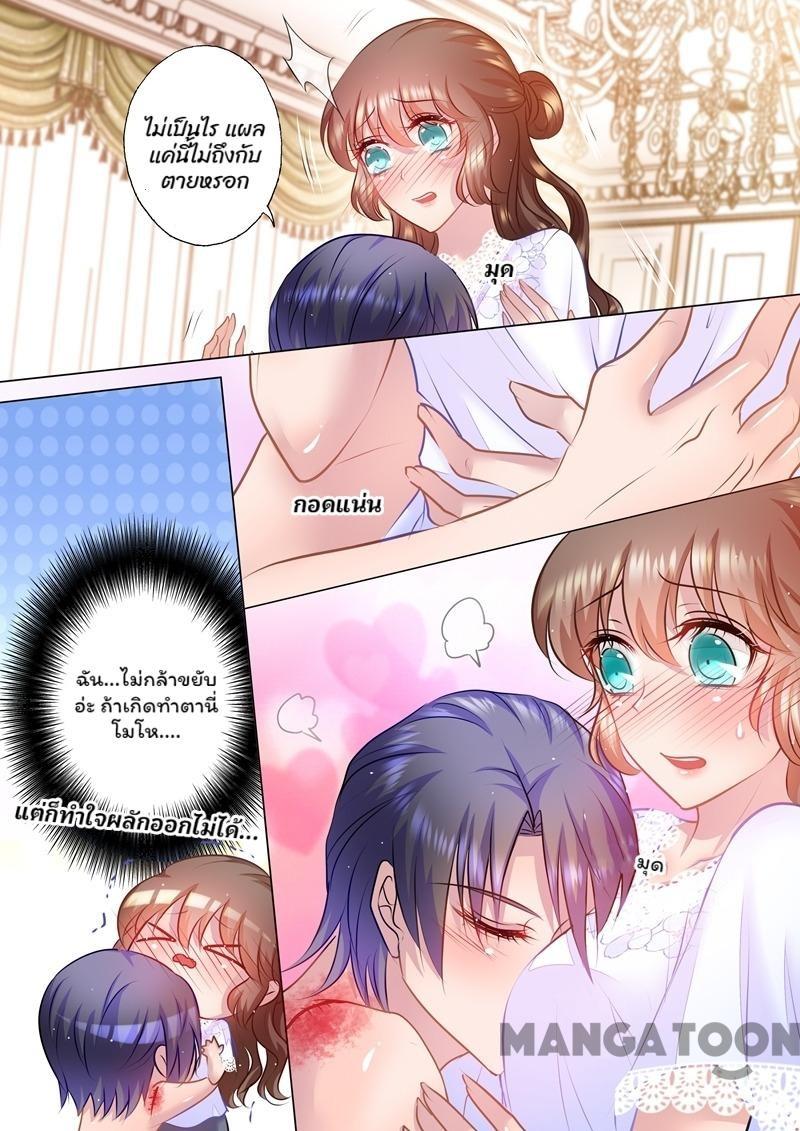 ไม่เป็นไร แผล
แค่นี้ไม่ถึงกับ
ตายหรอก
มุด
กอดแน่น
ฉัน...ไม่กล้าขยับ
อ่ะ ถ้าเกิดทำตานี่
โมโห....
แต่ก็ทำใจผลักออกไม่ได้...
มุด
MANGATOON